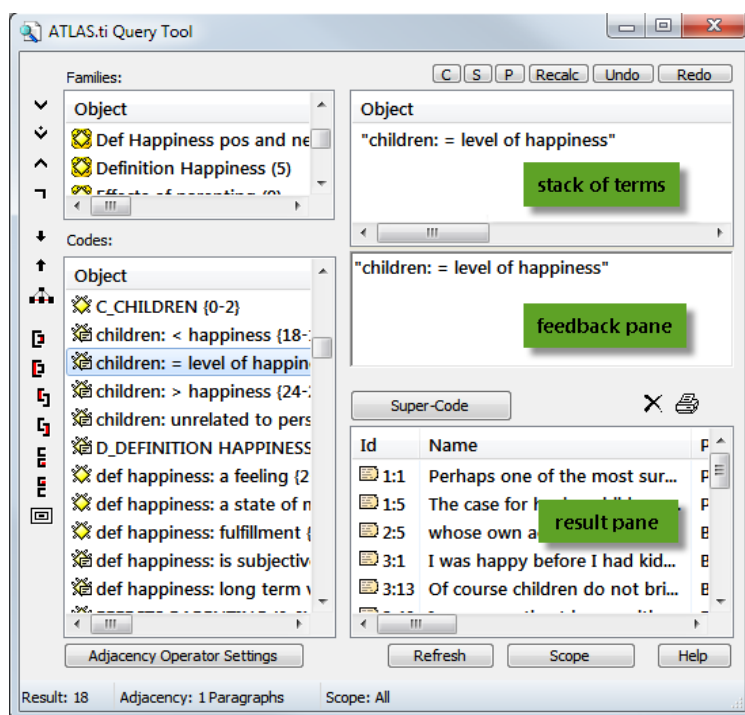 ATLAS.ti Query Tool
Families:
C S P Recalc Undo Redo
Object
Def Happiness pos and ne
Definition Happiness (5)
Effects of parenting (9)
Object
"children: = level of happiness"
stack of terms
Codes:
Object
C_CHILDREN {0-2}
children: < happiness {18-
children: = level of happin
children: > happiness {24-
children: unrelated to pers
D_DEFINITION HAPPINESS
def happiness: a feeling {2
def happiness: a state of m
def happiness: fulfillment {
def happiness: is subjectiv
def happiness: long term v
"children: = level of happiness"
feedback pane
Super-Code
Id Name P
1:1 Perhaps one of the most sur... P
1:5 The case for P
2:5 whose own a B
3:1 I was happy before I had kid... B
3:13 Of course children do not bri... B
result pane
Adjacency Operator Settings
Refresh Scope Help
Result: 18 Adjacency: 1 Paragraphs Scope: All